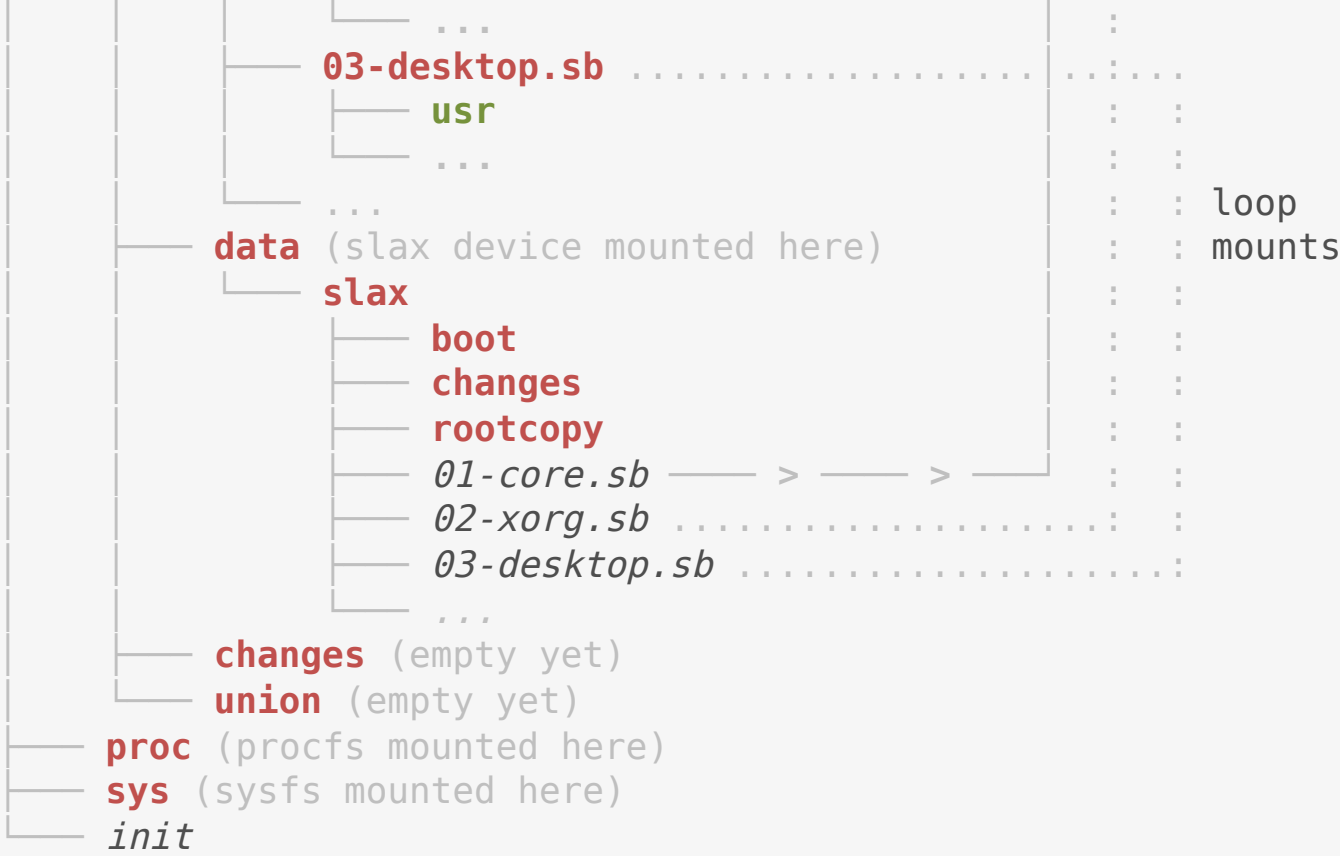 ...
03-desktop.sb ..........................
usr
...
...
loop
data (slax device mounted here)
mounts
slax
boot
changes
rootcopy
01-core.sb > >
02-xorg.sb ....................:
03-desktop.sb .....................:
...
changes (empty yet)
union (empty yet)
proc (procfs mounted here)
sys (sysfs mounted here)
init